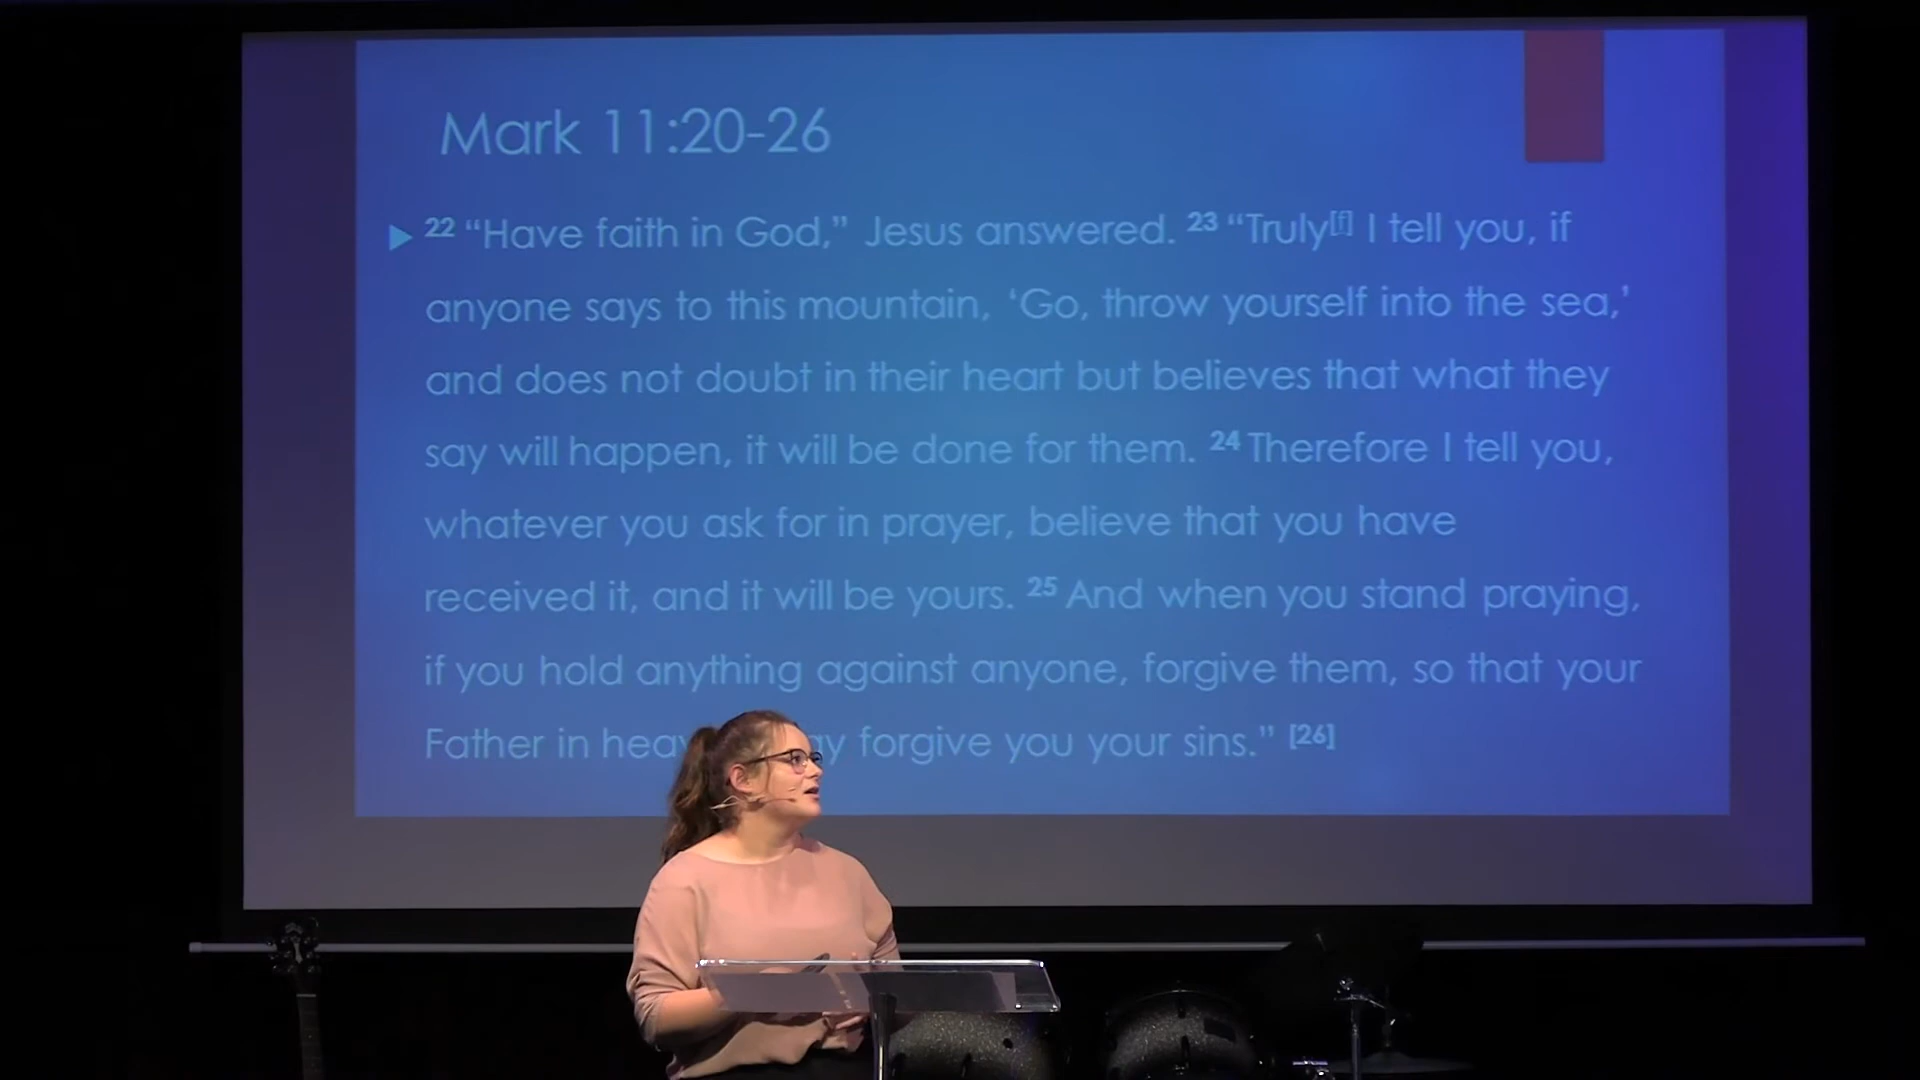 Mark 11:20-26
22 “Have faith in God,” Jesus answered. 23 “Truly[f] I tell you, if
anyone says to this mountain, ‘Go, throw yourself into the sea,’
and does not doubt in their heart but believes that what they
say will happen, it will be done for them. 24 Therefore I tell you,
whatever you ask for in prayer, believe that you have
received it, and it will be yours. 25 And when you stand praying,
if you hold anything against anyone, forgive them, so that your
Father in forgive you your sins.” [26]